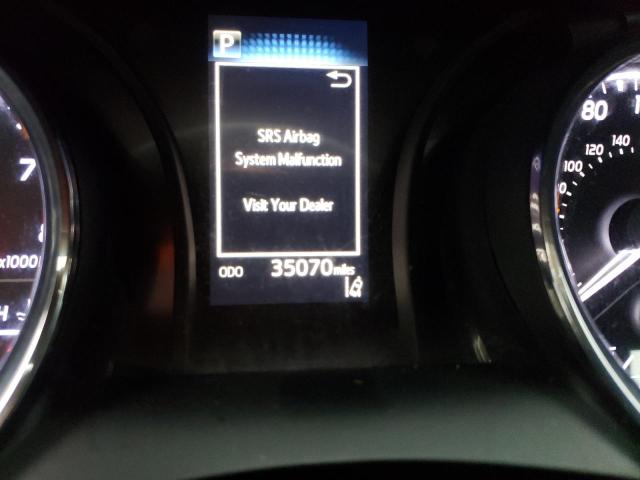 P
SRS Airbag
System Malfunction
Visit Your Dealer
ODO 35070 miles
7
x1000
H
80
100 120 140